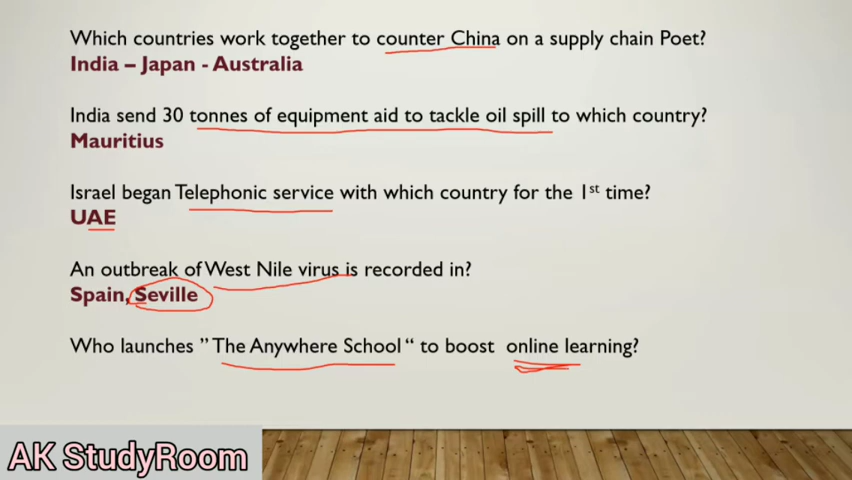 Which countries work together to counter China on a supply chain Poet?
India – Japan - Australia
India send 30 tonnes of equipment aid to tackle oil spill to which country?
Mauritius
Israel began Telephonic service with which country for the 1st time?
UAE
An outbreak of West Nile virus is recorded in?
Spain, Seville
Who launches ” The Anywhere School “ to boost online learning?
AK StudyRoom